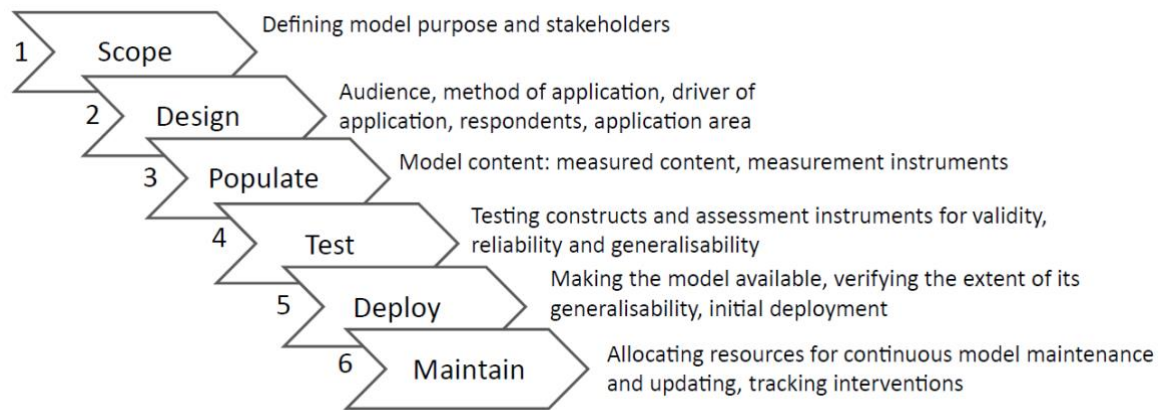 1 Scope
Defining model purpose and stakeholders
2 Design
Audience, method of application, driver of
application, respondents, application area
3 Populate
Model content: measured content, measurement instruments
4 Test
Testing constructs and assessment instruments for validity,
reliability and generalisability
5 Deploy
Making the model available, verifying the extent of its
generalisability, initial deployment
6 Maintain
Allocating resources for continuous model maintenance
and updating, tracking interventions